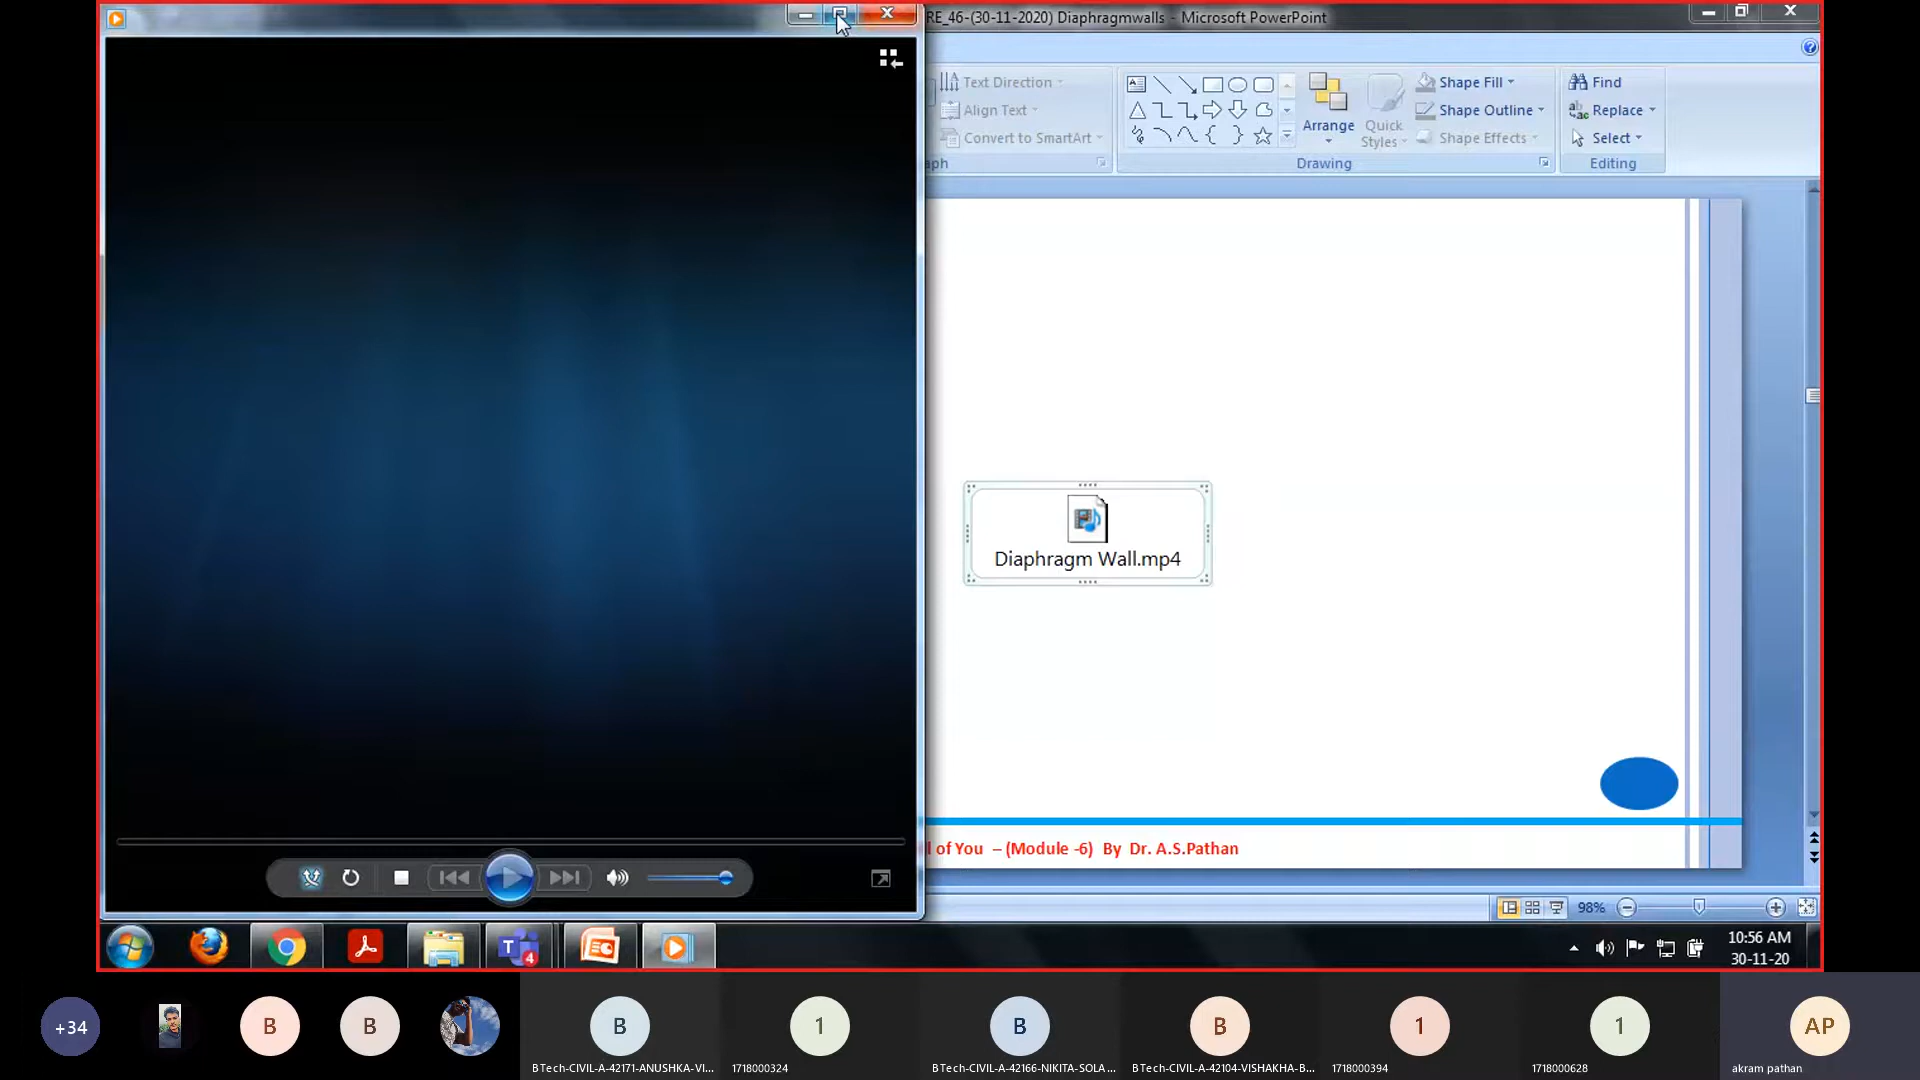 RE_46-(30-11-2020) Diaphragmwalls - Microsoft PowerPoint
Text Direction
Align Text
Convert to SmartArt
aph
Arrange
Quick
Styles
Shape Fill
Shape Outline
Shape Effects
Drawing
Find
Replace
Select
Editing
Diaphragm Wall.mp4
l of You – (Module -6) By Dr. A.S.Pathan
98%
4
10:56 AM
30-11-20
+34
B
B
B
1
B
B
1
1
AP
BTech-CIVIL-A-42171-ANUSHKA-VI...
1718000324
BTech-CIVIL-A-42166-NIKITA-SOLA...
BTech-CIVIL-A-42104-VISHAKHA-B...
1718000394
1718000628
akram pathan